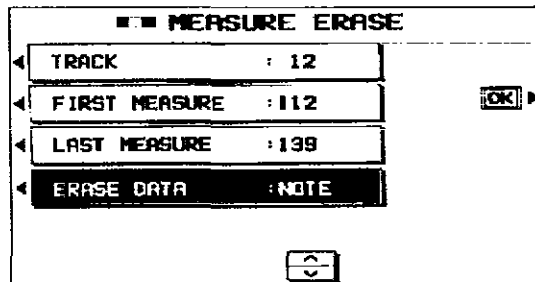 MEASURE ERASE
TRACK : 12
FIRST MEASURE :112
OK
LAST MEASURE :139
ERASE DATA :NOTE